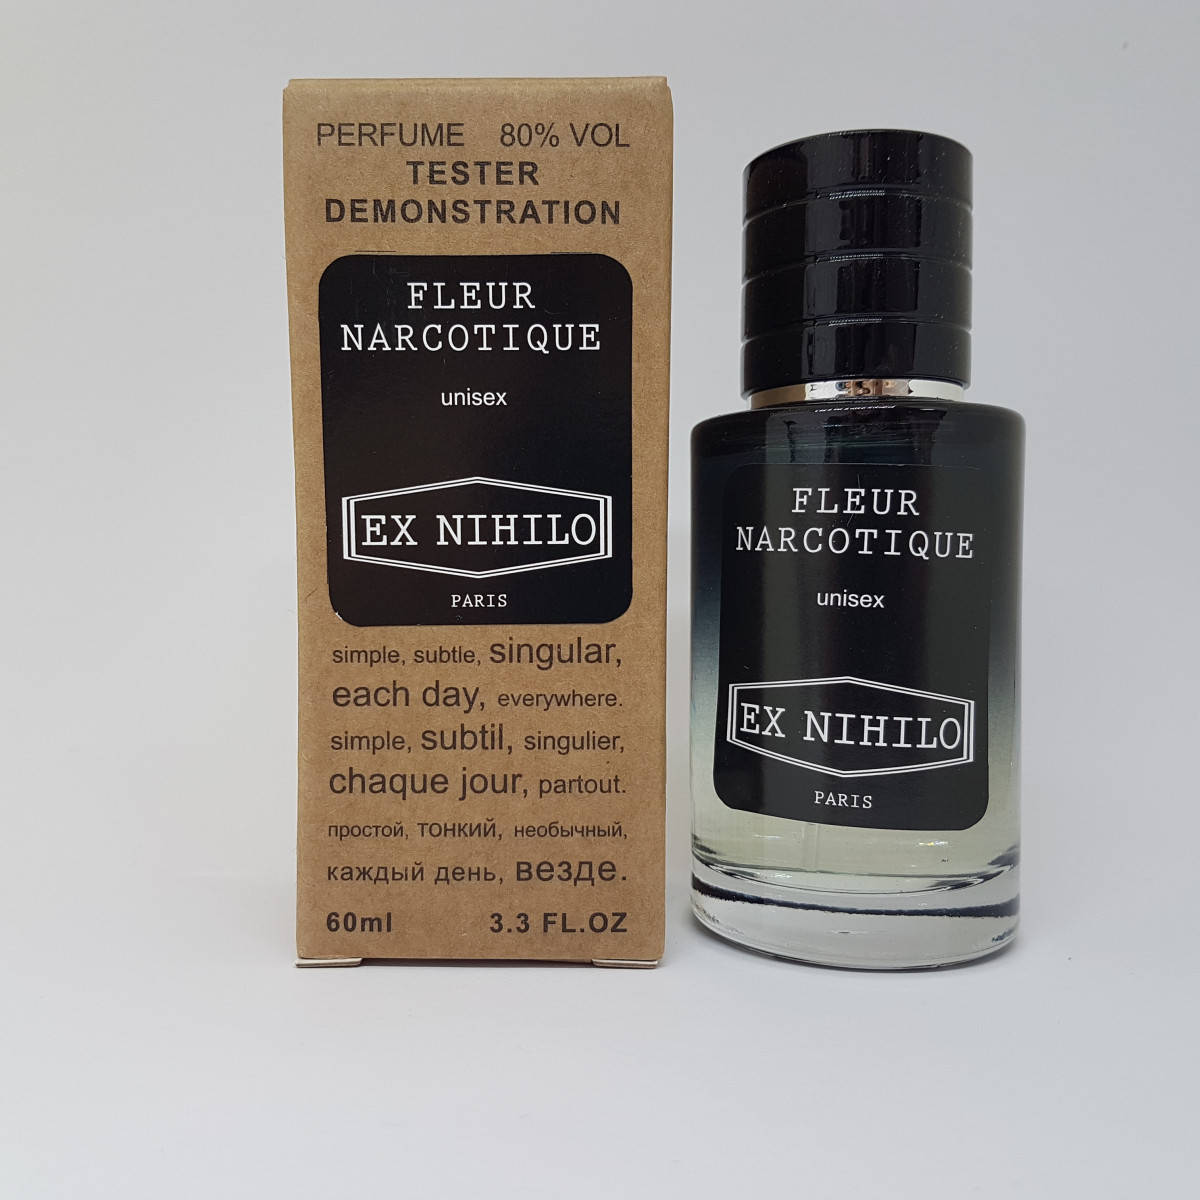 PERFUME 80% VOL
TESTER
DEMONSTRATION
FLEUR
NARCOTIQUE
unisex
EX NIHILO
PARIS
simple, subtle, singular,
each day, everywhere.
simple, subtil, singulier,
chaque jour, partout.
простой, тонкий, необычный,
каждый день, везде.
60ml 3.3 FL.OZ
FLEUR
NARCOTIQUE
unisex
EX NIHILO
PARIS